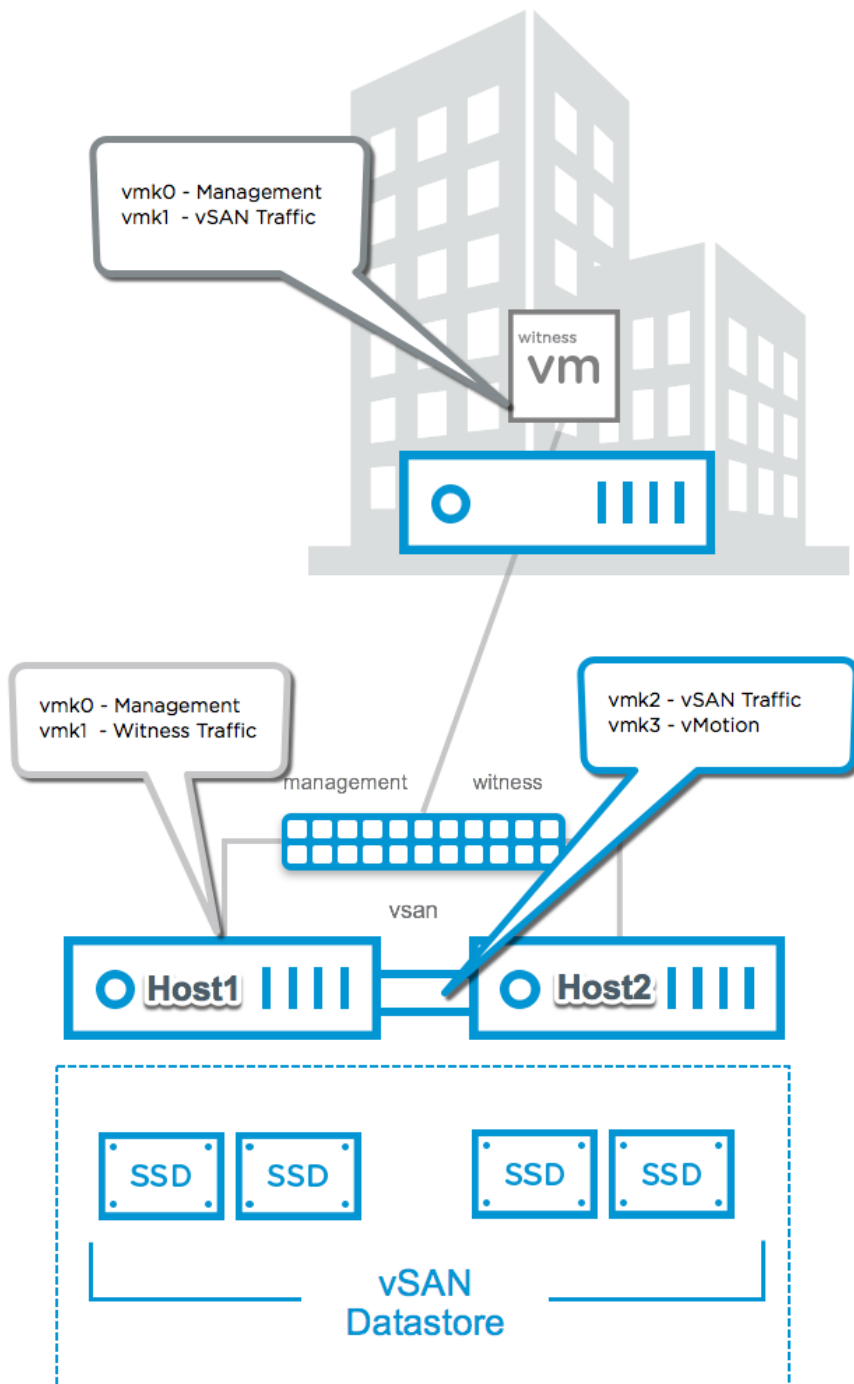 vmk0 - Management
vmk1 - vSAN Traffic
witness
vm
vmk0 - Management
vmk1 - Witness Traffic
vmk2 - vSAN Traffic
vmk3 - vMotion
management witness
vsan
Host1
Host2
SSD SSD SSD SSD
vSAN
Datastore